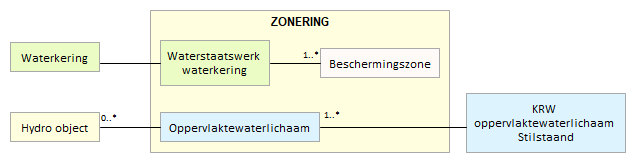 ZONERING
Waterkering
Waterstaatswerk
waterkering
1..*
Beschermingszone
Hydro object
0..*
Oppervlaktewaterlichaam
1..*
KRW
oppervlaktewaterlichaam
Stilstaand